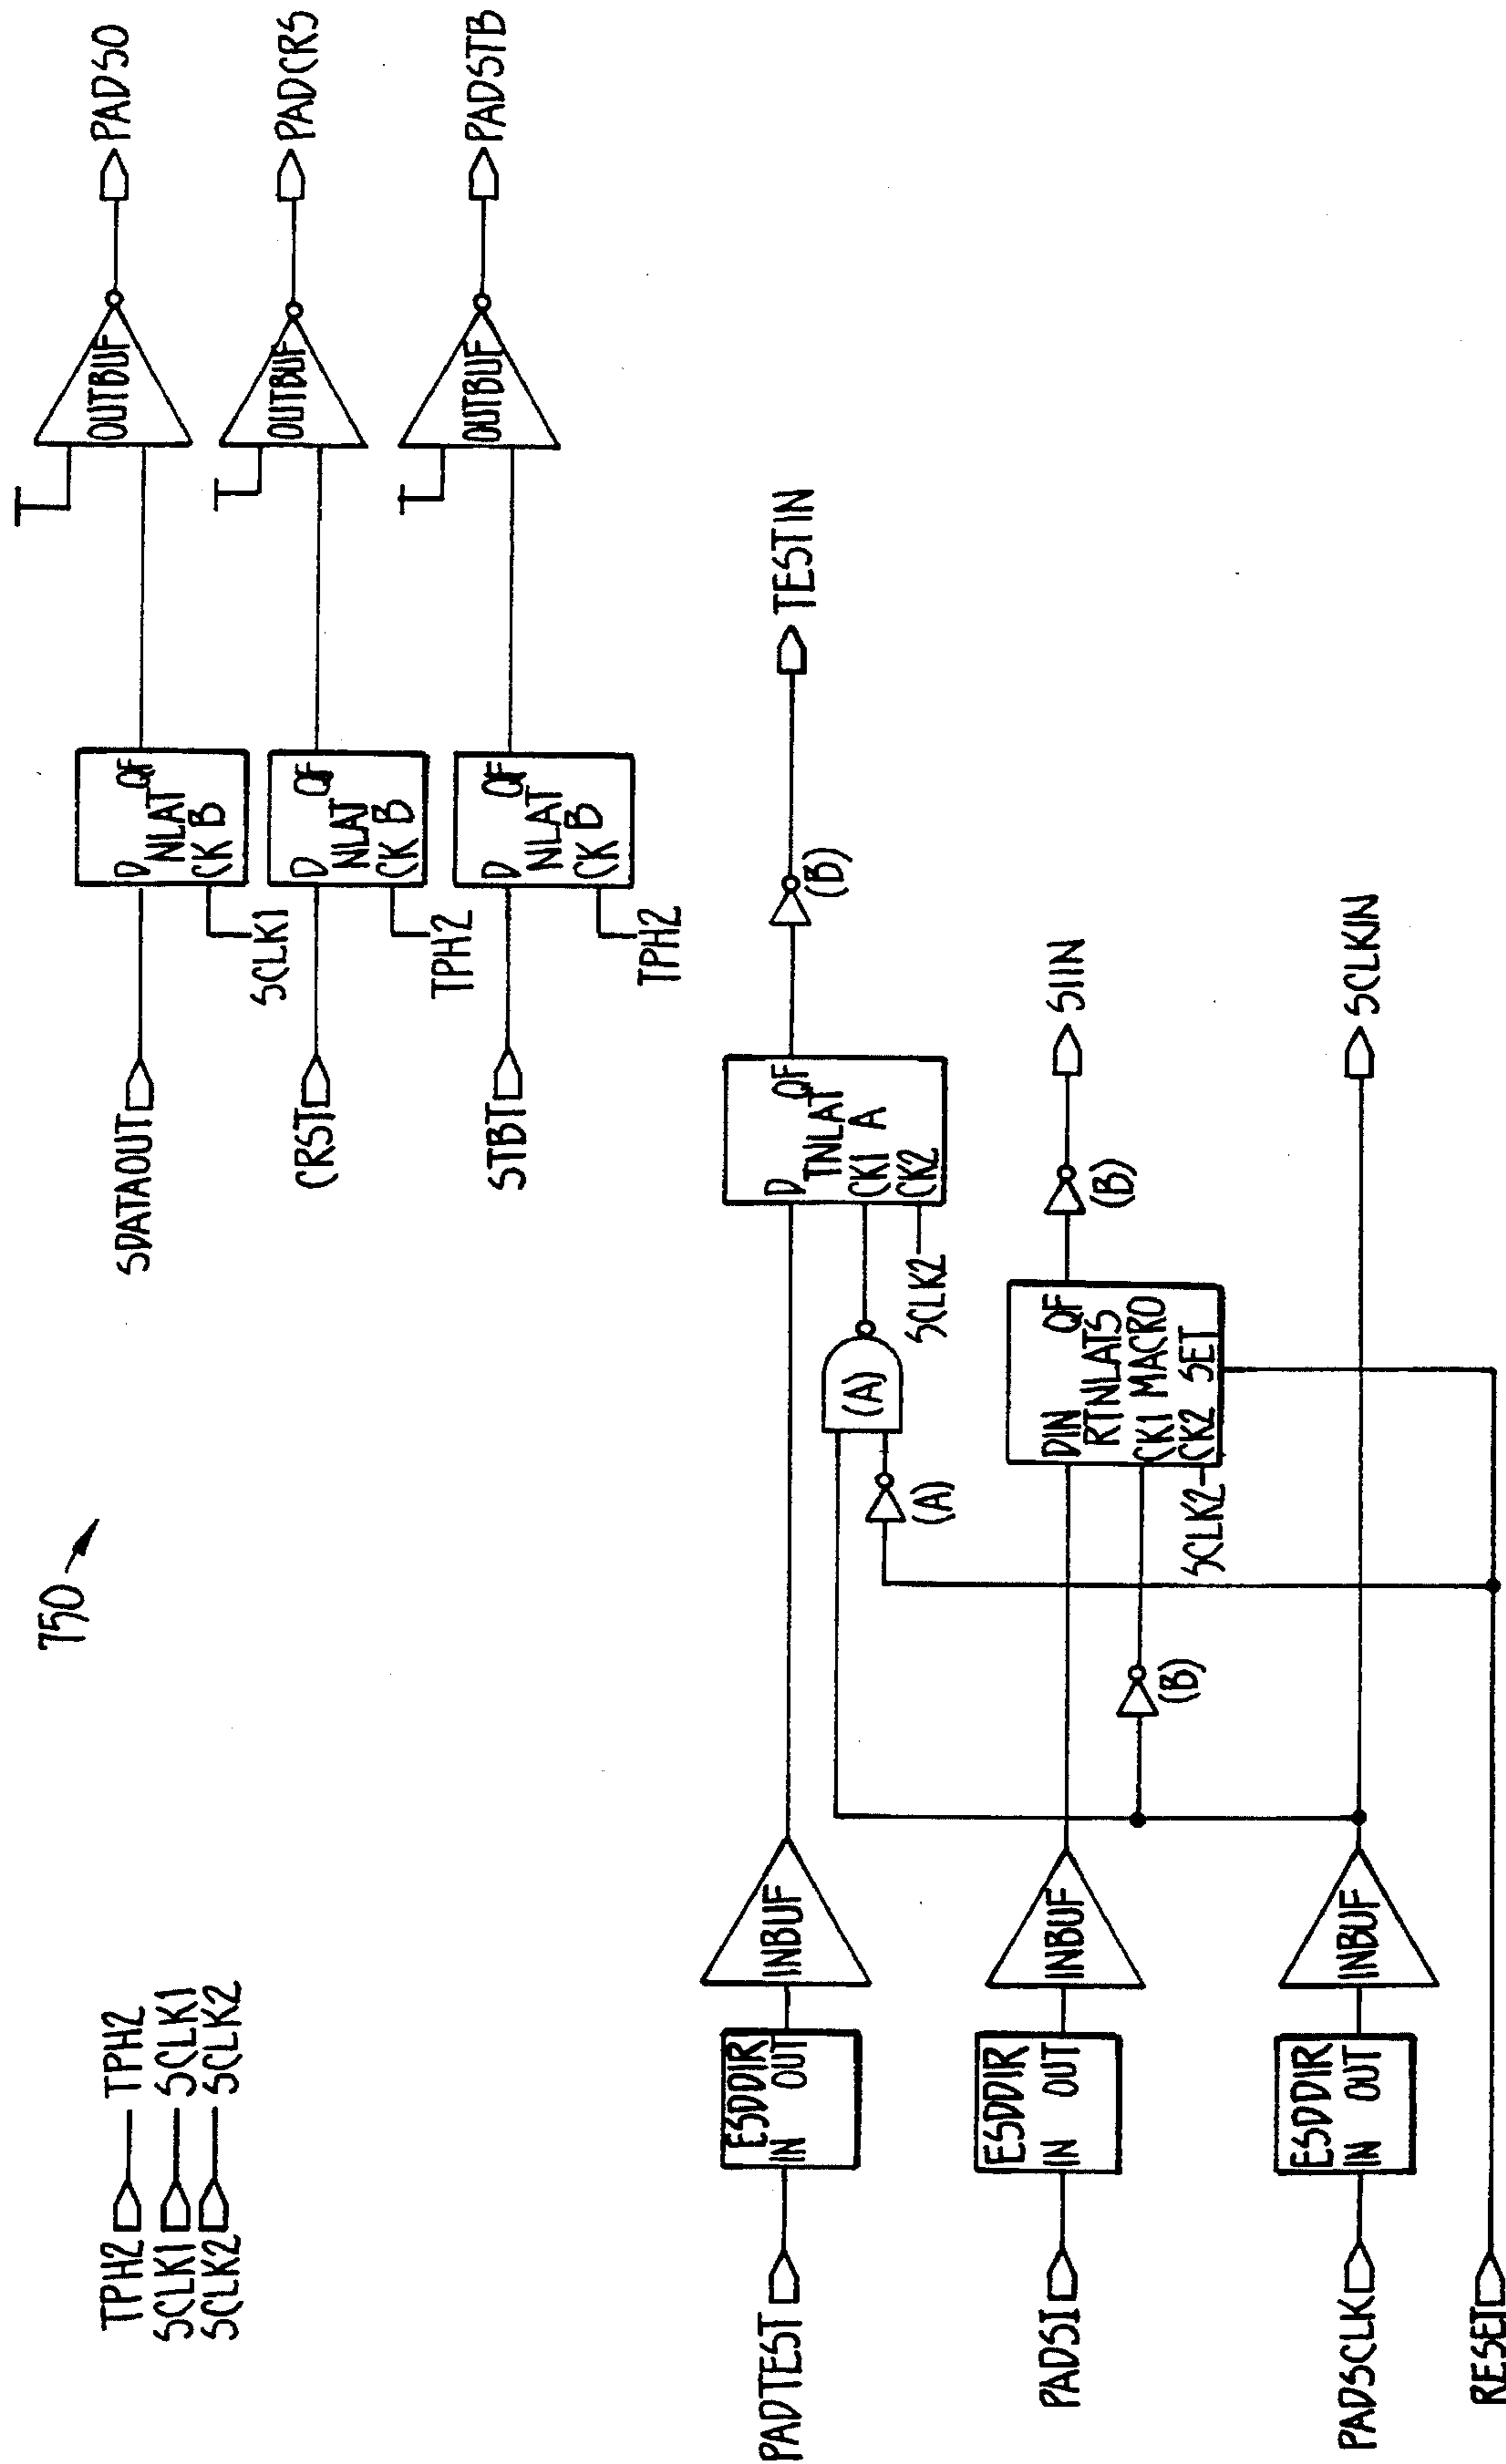 750
TPH2 TPH2
SCLK1 SCLK1
SCLK2 SCLK2
SDATAOUT
D QF
NLAT
CK B
SCLK1
OUTBUF
PADSO
CRST
D QF
NLAT
CK B
TPH2
OUTBUF
PADCRS
STBT
D QF
NLAT
CK B
TPH2
OUTBUF
PADSTB
PADTEST
ESDDIR
IN OUT
INBUF
D QF
TNLAT
CK1 A
CK2
SCLK2
(B)
TESTIN
(A)
(A)
PADSI
ESDDIR
IN OUT
INBUF
DIN QF
RTNLATS
CK1 MACRO
CK2 SET
SCLK2
(B)
SIIN
(B)
PADSCLK
ESDDIR
IN OUT
INBUF
SCLKIN
RESET